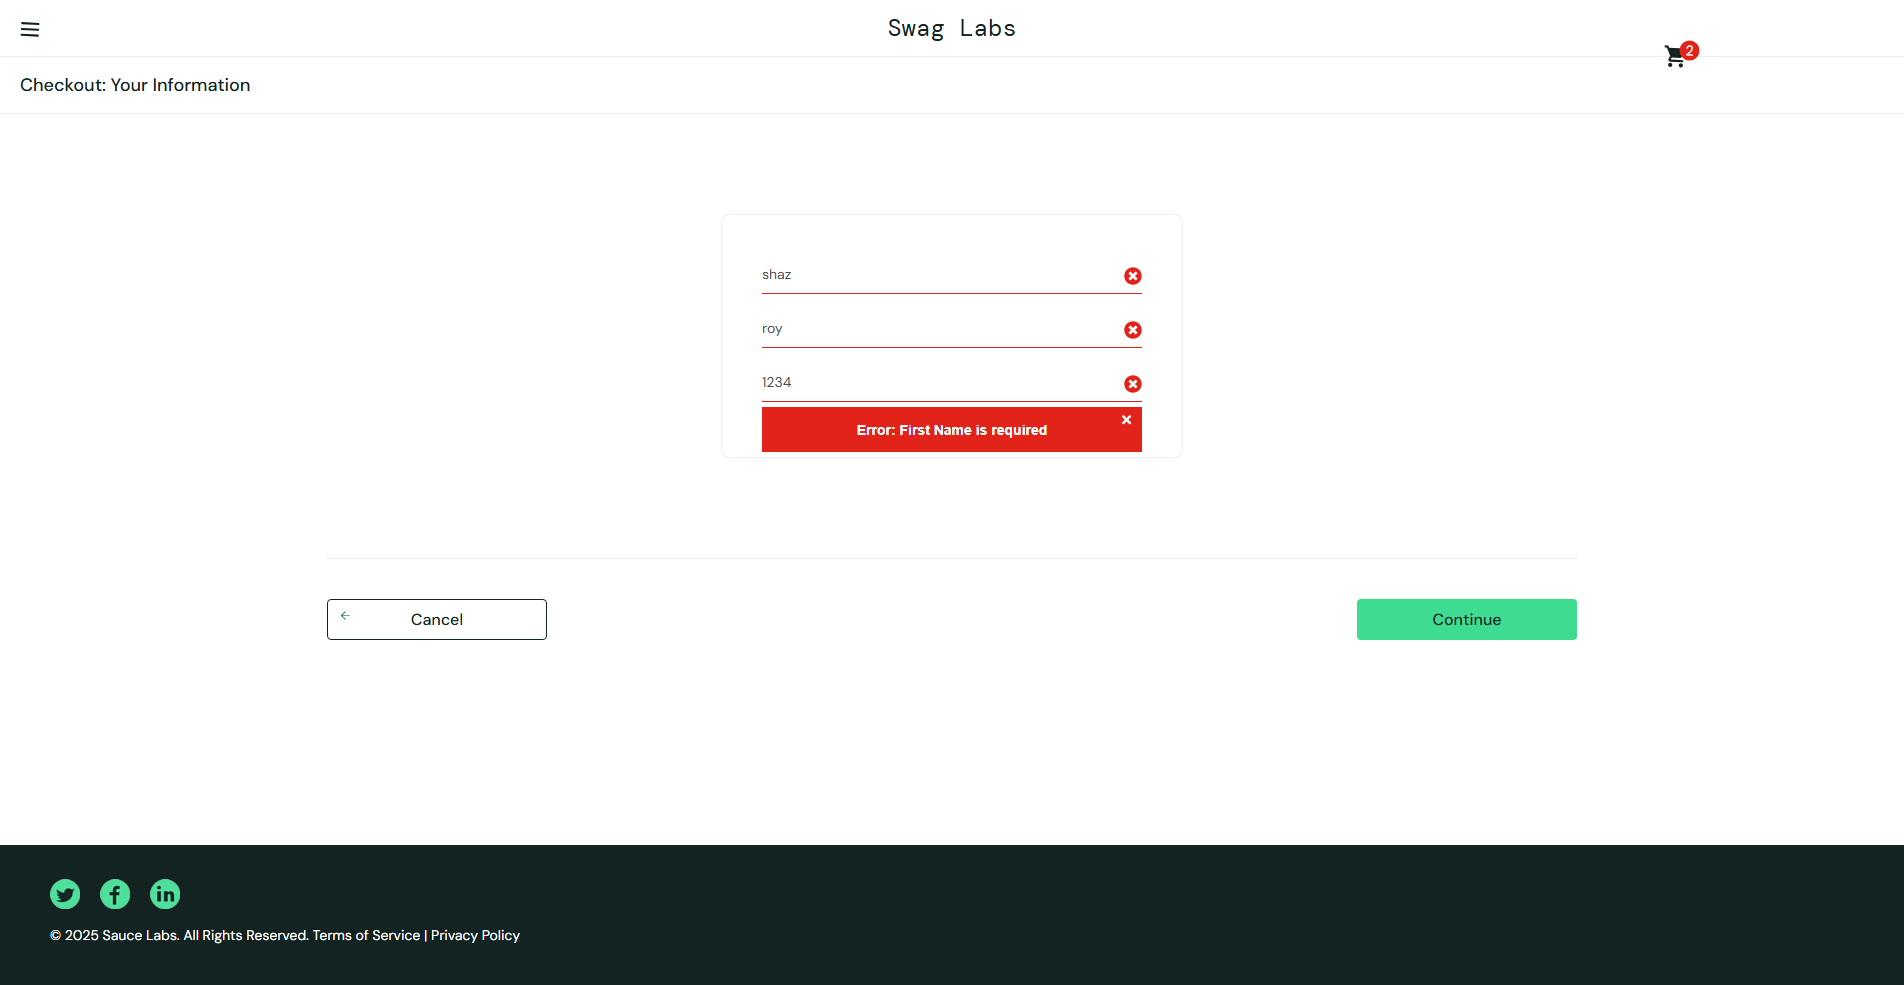 Swag Labs
2
Checkout: Your Information
shaz
roy
1234
Error: First Name is required
Cancel
Continue
© 2025 Sauce Labs. All Rights Reserved. Terms of Service | Privacy Policy